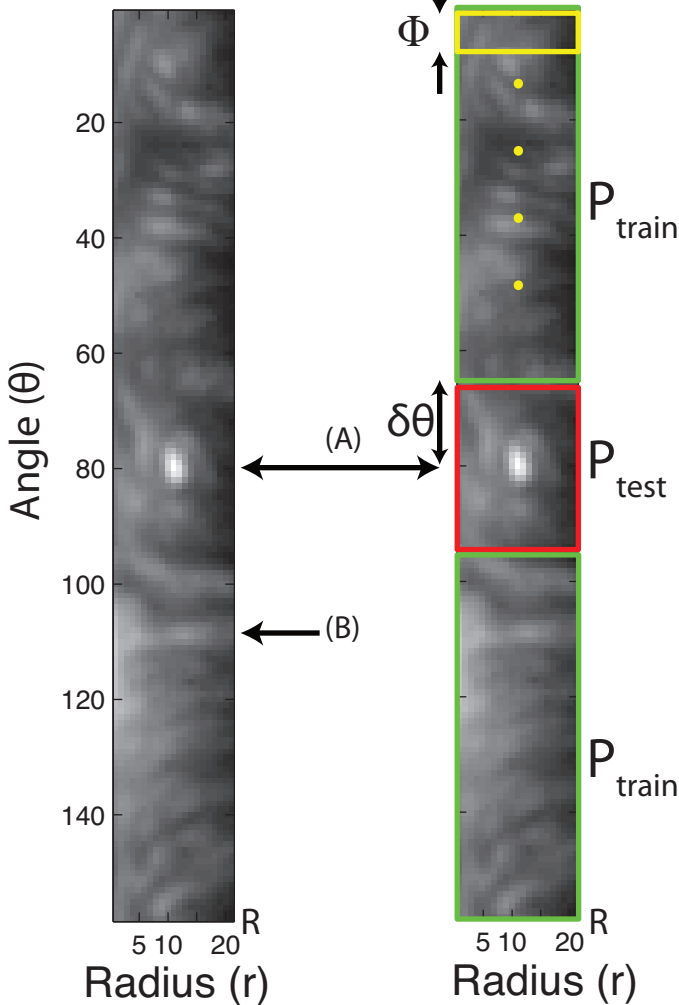 Φ
20
40
60
80
100
120
140
Angle (θ)
5 10 20
R
Radius (r)
(A)
(B)
δθ
P train
P test
P train
5 10 20
R
Radius (r)